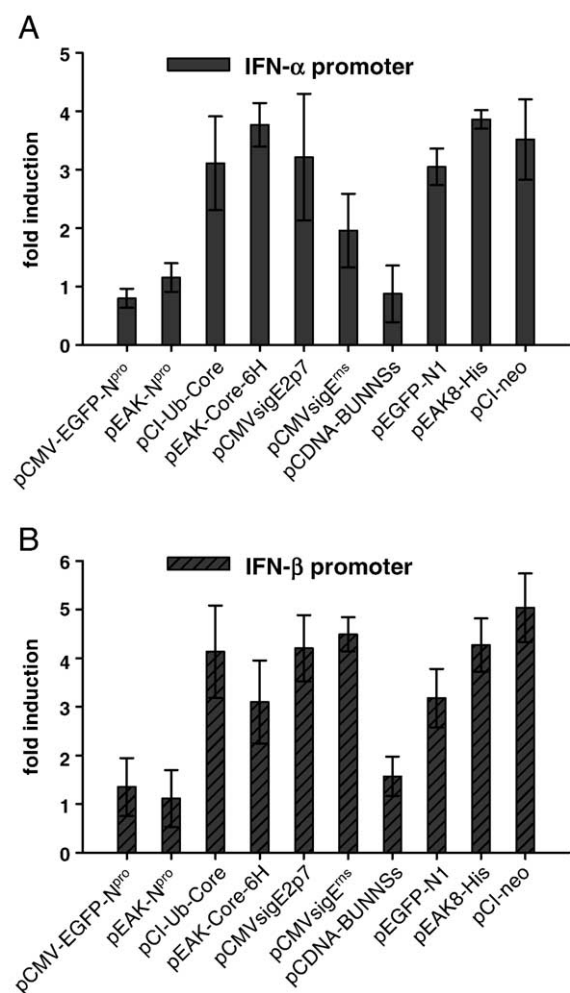 A
IFN-α promoter
fold induction
5
4
3
2
1
0
pCMV-EGFP-Nᵖʳᵒ
pEAK-Nᵖʳᵒ
pCI-Ub-Core
pEAK-Core-6H
pCMVsigE2p7
pCMVsigEʳⁿˢ
pCDNA-BUNNSs
pEGFP-N1
pEAK8-His
pCI-neo
B
IFN-β promoter
fold induction
6
5
4
3
2
1
0
pCMV-EGFP-Nᵖʳᵒ
pEAK-Nᵖʳᵒ
pCI-Ub-Core
pEAK-Core-6H
pCMVsigE2p7
pCMVsigEʳⁿˢ
pCDNA-BUNNSs
pEGFP-N1
pEAK8-His
pCI-neo